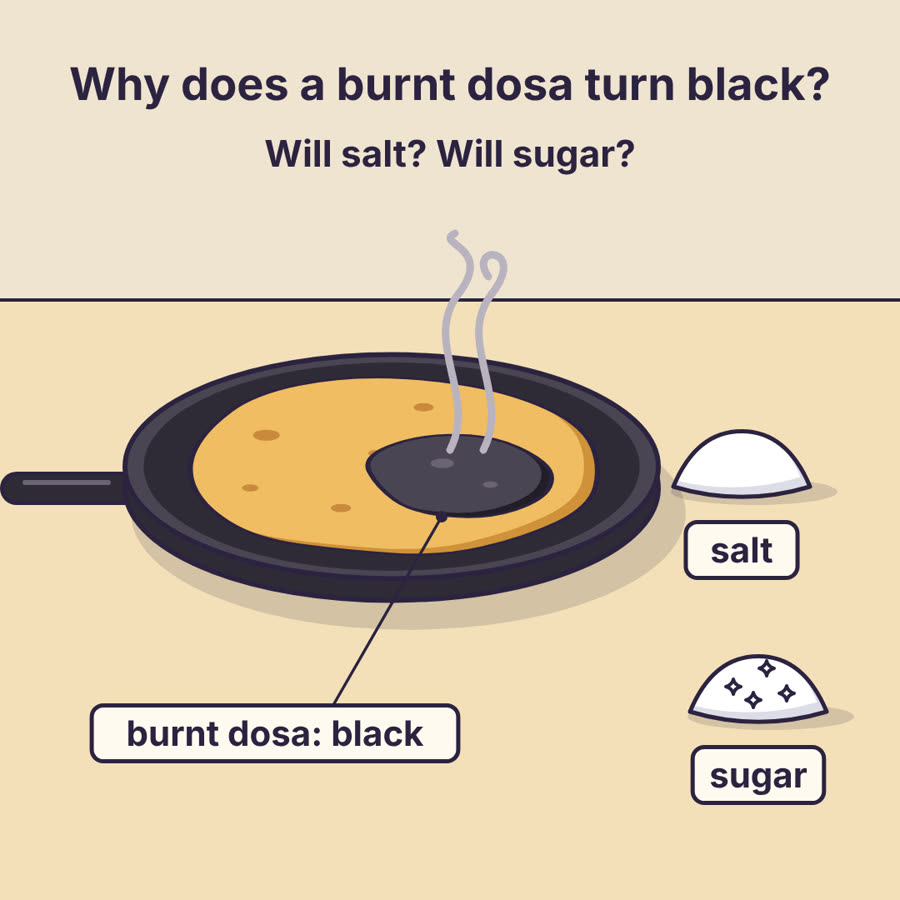 Why does a burnt dosa turn black?
Will salt? Will sugar?
salt
burnt dosa: black
sugar